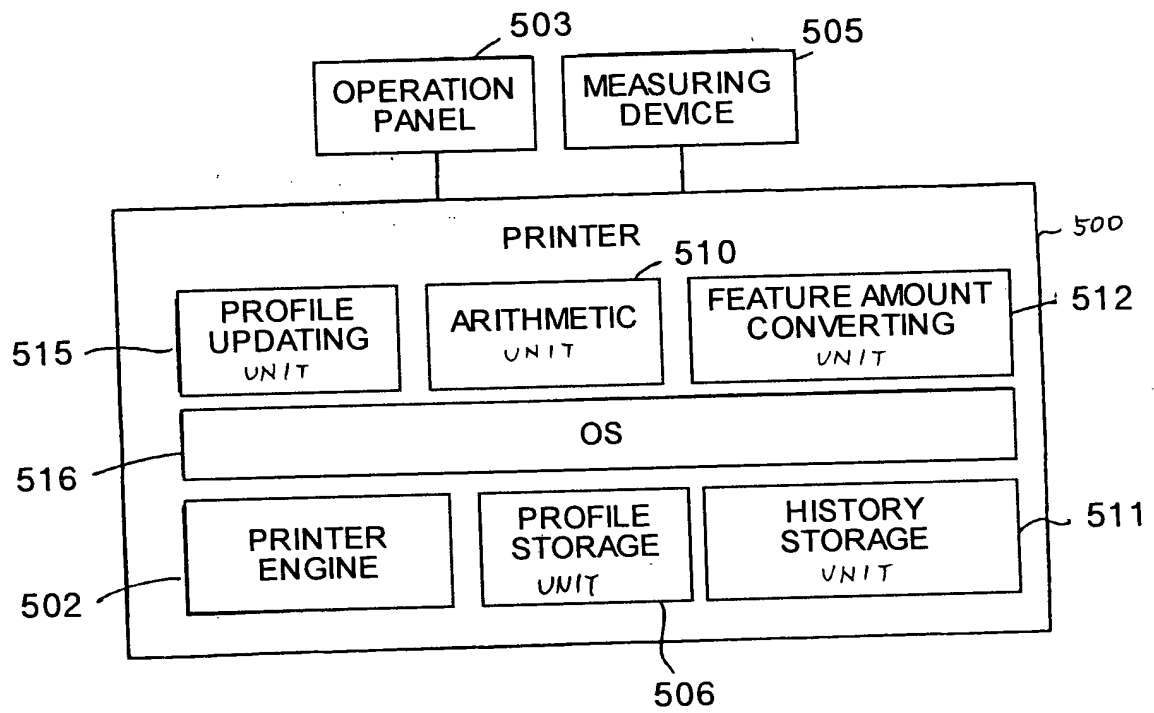 503
505
OPERATION
PANEL
MEASURING
DEVICE
PRINTER
500
510
PROFILE
UPDATING
UNIT
ARITHMETIC
UNIT
FEATURE AMOUNT
CONVERTING
UNIT
512
515
OS
516
PRINTER
ENGINE
PROFILE
STORAGE
UNIT
HISTORY
STORAGE
UNIT
511
502
506